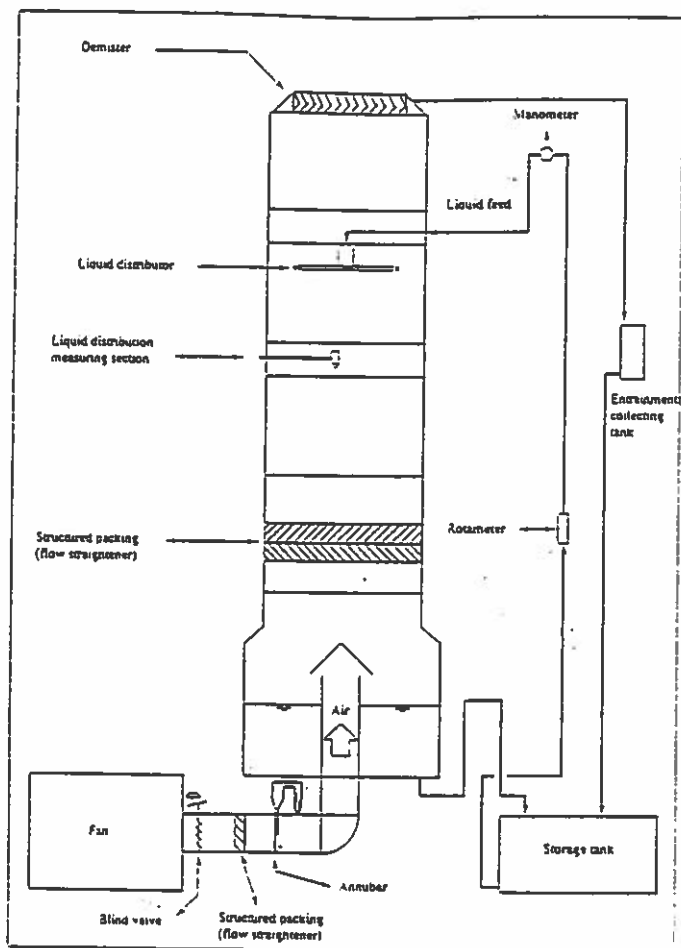 Demister
Manometer
Liquid feed
Liquid distributor
Liquid distribution
measuring section
Entrainment
collecting
tank
Structured packing
(flow straightener)
Rotameter
Air
Fan
Storage tank
Annubar
Blind valve
Structured packing
(flow straightener)